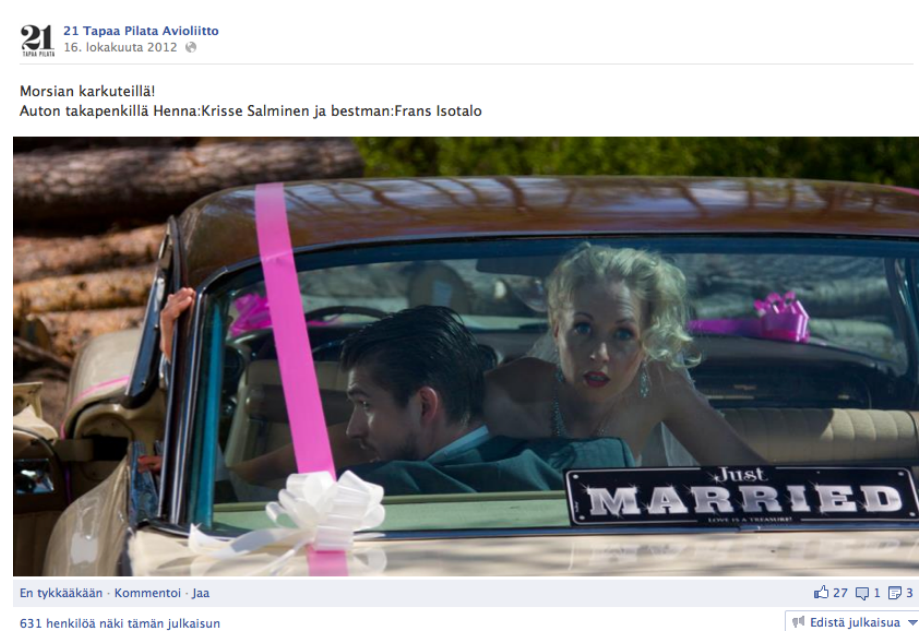 21
TAPAA PILATA
21 Tapaa Pilata Avioliitto
16. lokakuuta 2012
Morsian karkuteillä!
Auton takapenkillä Henna:Krisse Salminen ja bestman:Frans Isotalo
Just
MARRIED
LOVE IS A TREASURE!
En tykkääkään · Kommentoi · Jaa
27 1 3
631 henkilöä näki tämän julkaisun
Edistä julkaisua